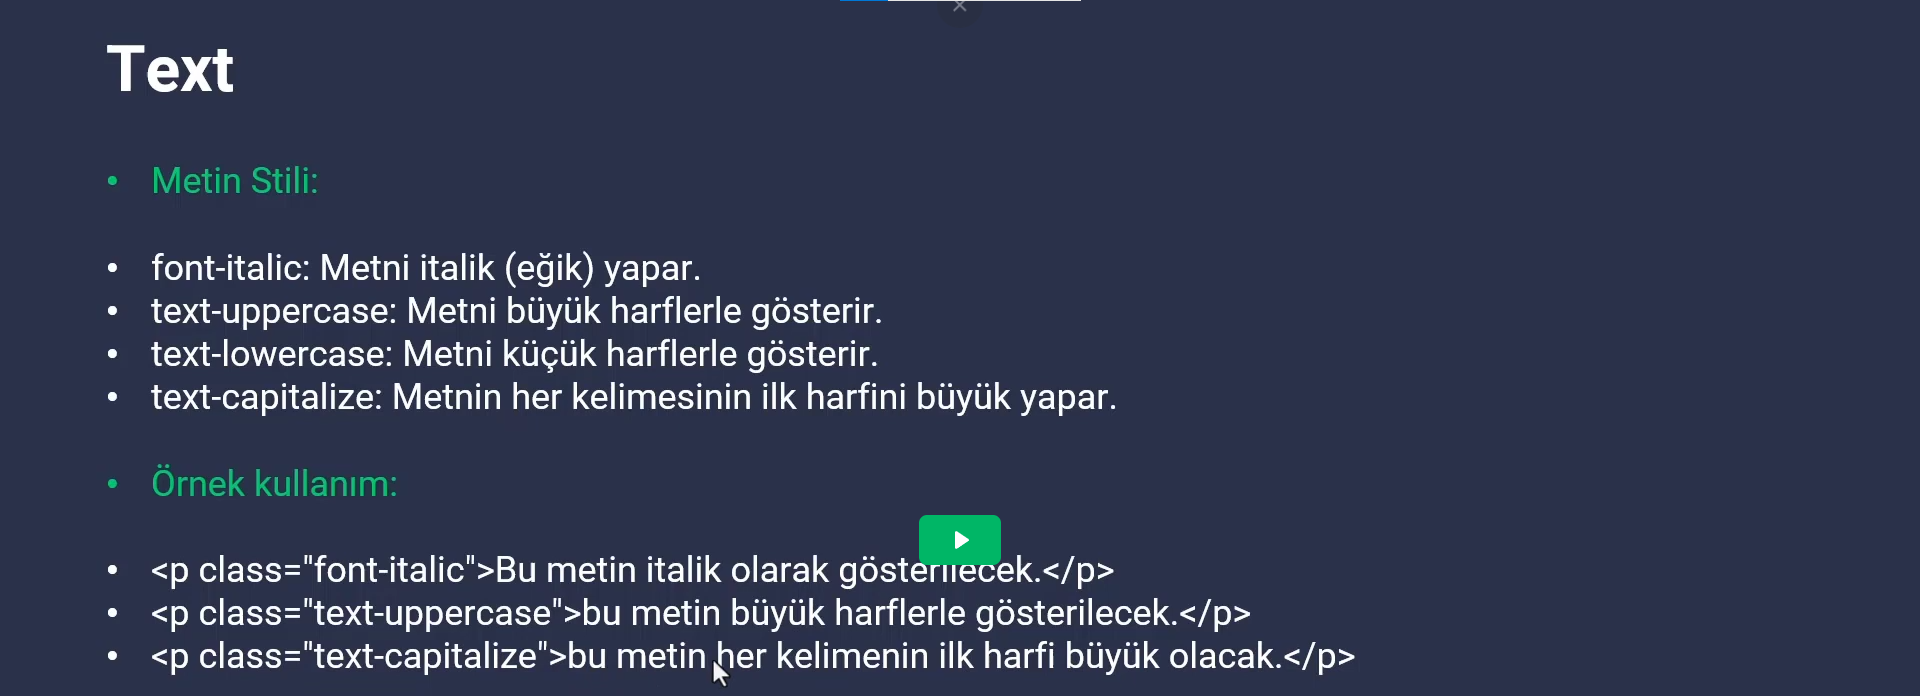 Text
• Metin Stili:
• font-italic: Metni italik (eğik) yapar.
• text-uppercase: Metni büyük harflerle gösterir.
• text-lowercase: Metni küçük harflerle gösterir.
• text-capitalize: Metnin her kelimesinin ilk harfini büyük yapar.
• Örnek kullanım:
• <p class="font-italic">Bu metin italik olarak gösterilecek.</p>
• <p class="text-uppercase">bu metin büyük harflerle gösterilecek.</p>
• <p class="text-capitalize">bu metin her kelimenin ilk harfi büyük olacak.</p>